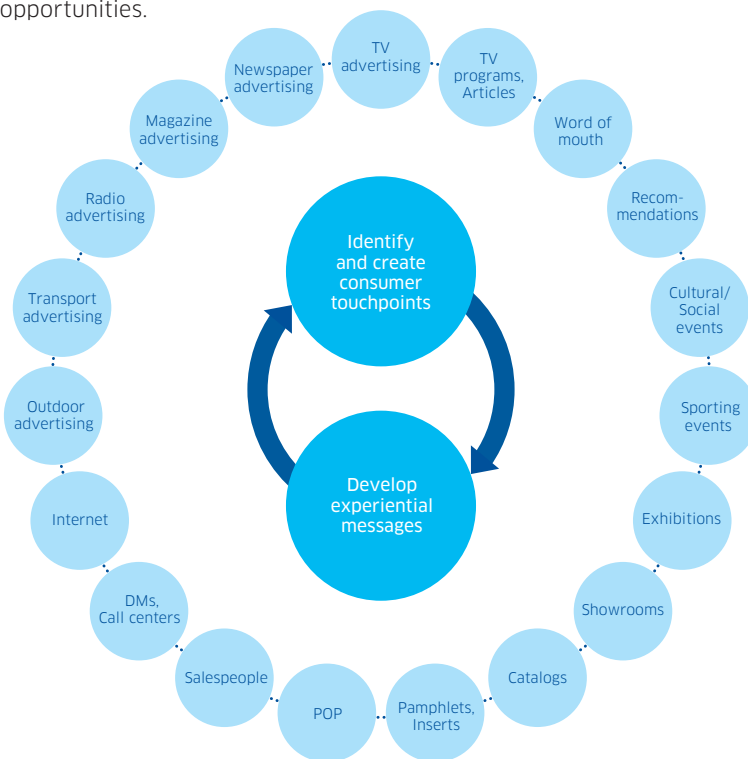 opportunities.
TV
advertising
TV
programs,
Articles
Word of
mouth
Recom-
mendations
Cultural/
Social
events
Sporting
events
Exhibitions
Showrooms
Catalogs
Pamphlets,
Inserts
POP
Salespeople
DMs,
Call centers
Internet
Outdoor
advertising
Transport
advertising
Radio
advertising
Magazine
advertising
Newspaper
advertising
Identify
and create
consumer
touchpoints
Develop
experiential
messages